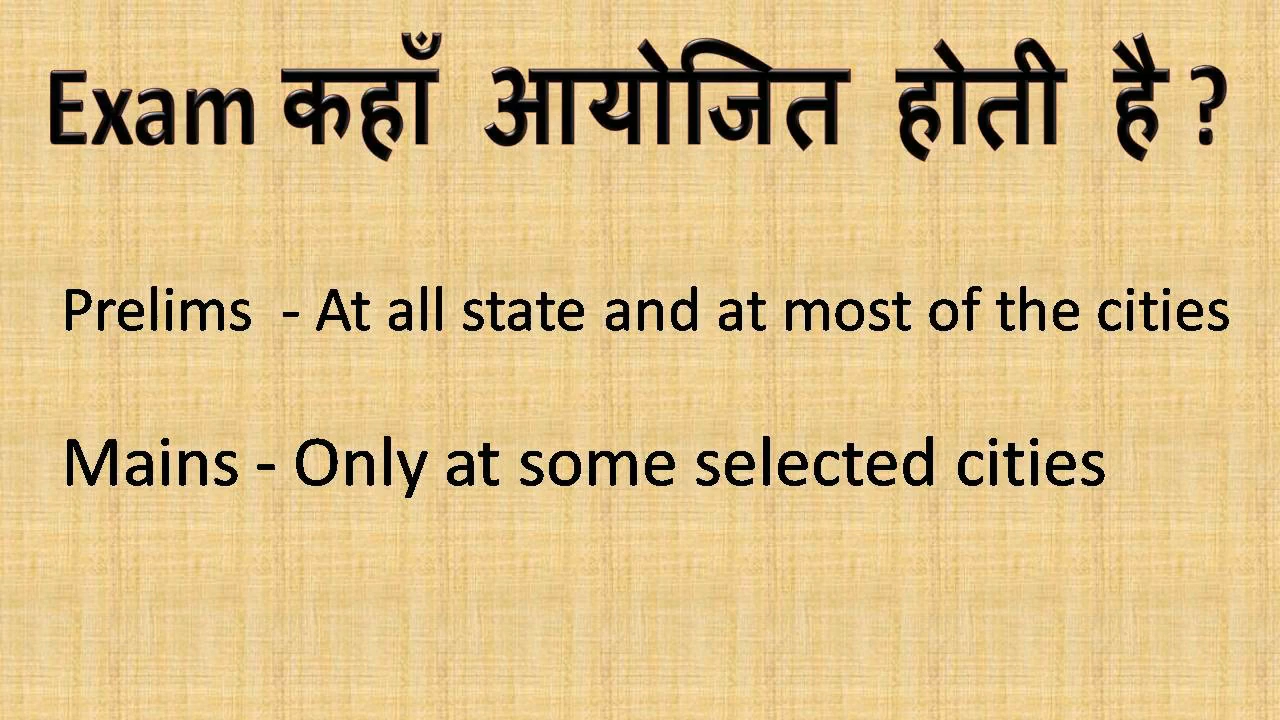 Exam कहाँ आयोजित होती है ?
Prelims - At all state and at most of the cities
Mains - Only at some selected cities